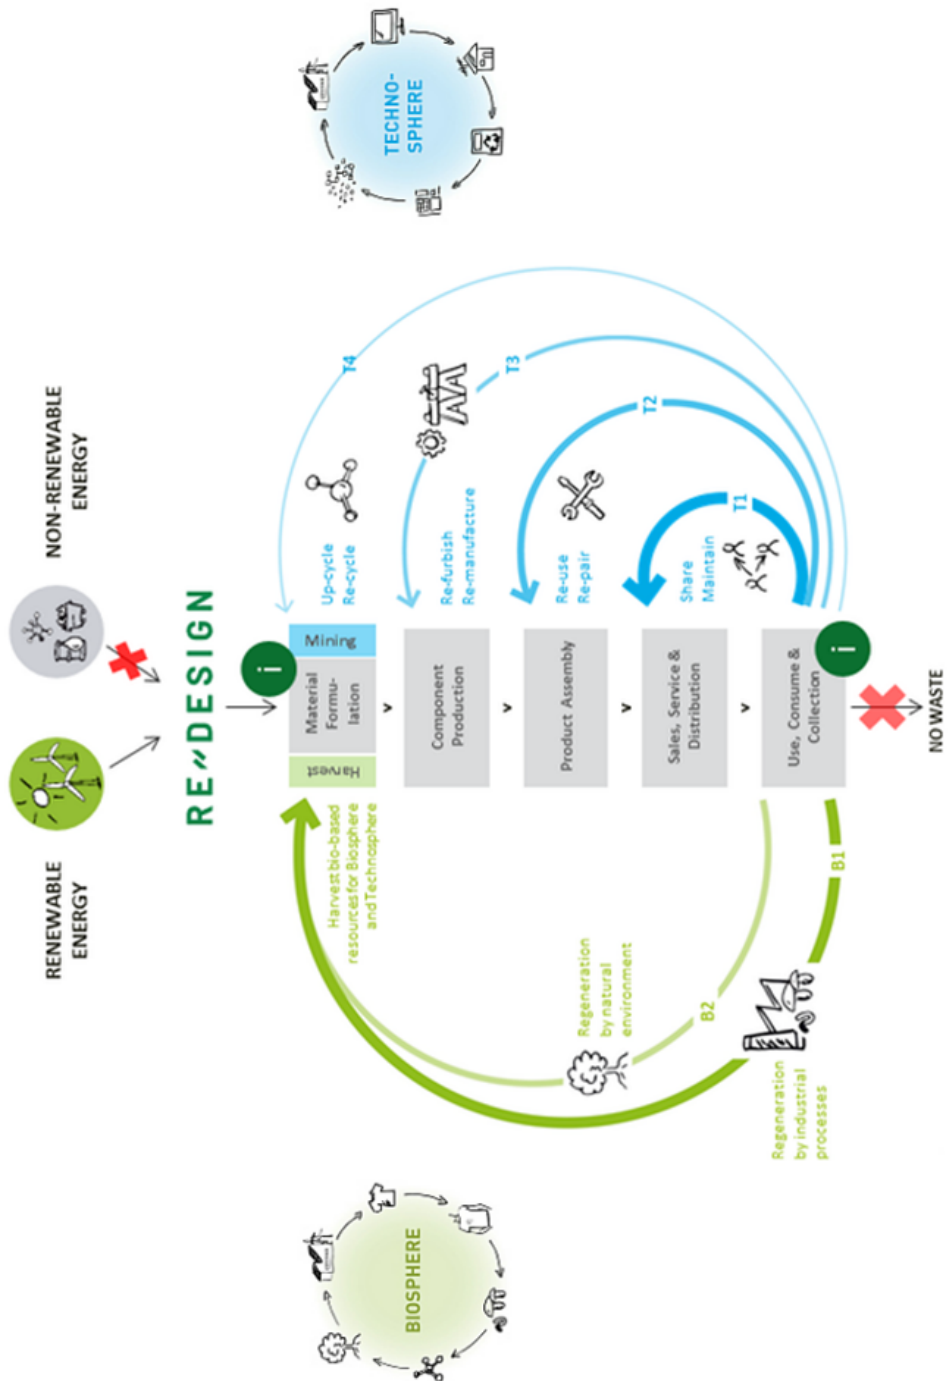 RENEWABLE
ENERGY
NON-RENEWABLE
ENERGY
RE//DESIGN
i
Harvest
Material
Formu-
lation
Mining
Component
Production
Product Assembly
Sales, Service &
Distribution
Use, Consume &
Collection
i
v
v
v
v
NO WASTE
Harvest bio-based
resources for Biosphere
and Technosphere
Regeneration
by natural
environment
B2
B1
Regeneration
by industrial
processes
BIOSPHERE
Up-cycle
Re-cycle
T4
Re-furbish
Re-manufacture
T3
Re-use
Re-pair
T2
Share
Maintain
T1
TECHNO-
SPHERE